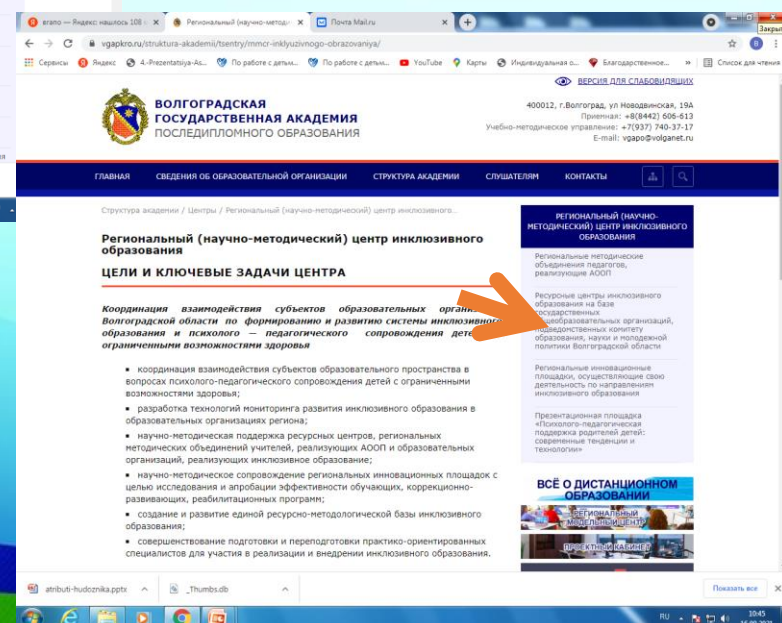 вгапо — Яндекс: нашлось 108
Региональный (научно-методи
Почта Mail.ru
Закрыт
vgapkro.ru/struktura-akademii/tsentry/mmcr-inklyuzivnogo-obrazovaniya/
Сервисы
Яндекс
4.-Prezentatsiya-As...
По работе с детьм...
По работе с детьм...
YouTube
Карты
Индивидуальная о...
Благодарственное...
»
Список для чтения
ВЕРСИЯ ДЛЯ СЛАБОВИДЯЩИХ
ВОЛГОГРАДСКАЯ
ГОСУДАРСТВЕННАЯ АКАДЕМИЯ
ПОСЛЕДИПЛОМНОГО ОБРАЗОВАНИЯ
400012, г.Волгоград, ул Новодвинская, 19А
Приемная: +8(8442) 606-613
Учебно-методическое управление: +7(937) 740-37-17
E-mail: vgapo@volganet.ru
ГЛАВНАЯ
СВЕДЕНИЯ ОБ ОБРАЗОВАТЕЛЬНОЙ ОРГАНИЗАЦИИ
СТРУКТУРА АКАДЕМИИ
СЛУШАТЕЛЯМ
КОНТАКТЫ
Структура академии / Центры / Региональный (научно-методический) центр инклюзивного...
Региональный (научно-методический) центр инклюзивного
образования
ЦЕЛИ И КЛЮЧЕВЫЕ ЗАДАЧИ ЦЕНТРА
Координация взаимодействия субъектов образовательных
Волгоградской области по формированию и развитию системы инклюзивного
образования и психолого — педагогического сопровождения
ограниченными возможностями здоровья
▪ координация взаимодействия субъектов образовательного пространства в
вопросах психолого-педагогического сопровождения детей с ограниченными
возможностями здоровья;
▪ разработка технологий мониторинга развития инклюзивного образования в
образовательных организациях региона;
▪ научно-методическая поддержка ресурсных центров, региональных
методических объединений учителей, реализующих АООП и образовательных
организаций, реализующих инклюзивное образование;
▪ научно-методическое сопровождение региональных инновационных площадок с
целью исследования и апробации эффективности обучающих, коррекционно-
развивающих, реабилитационных программ;
▪ создание и развитие единой ресурсно-методологической базы инклюзивного
образования;
▪ совершенствование подготовки и переподготовки практико-ориентированных
специалистов для участия в реализации и внедрении инклюзивного образования.
РЕГИОНАЛЬНЫЙ (НАУЧНО-
МЕТОДИЧЕСКИЙ) ЦЕНТР ИНКЛЮЗИВНОГО
ОБРАЗОВАНИЯ
Региональные методические
объединения педагогов,
реализующие АООП
Ресурсные центры инклюзивного
образования на базе
государственных
общеобразовательных организаций,
подведомственных комитету
образования, науки и молодежной
политики Волгоградской области
Региональные инновационные
площадки, осуществляющие свою
деятельность по направлениям
инклюзивного образования
Презентационная площадка
«Психолого-педагогическая
поддержка родителей детей:
современные тенденции и
технологии»
ВСЁ О ДИСТАНЦИОННОМ
ОБРАЗОВАНИИ
РЕГИОНАЛЬНЫЙ
МОДЕЛЬНЫЙ ЦЕНТР
ПРОЕКТНЫЙ КАБИНЕТ
atributi-hudoznika.pptx
_Thumbs.db
Показать все
RU
10:45